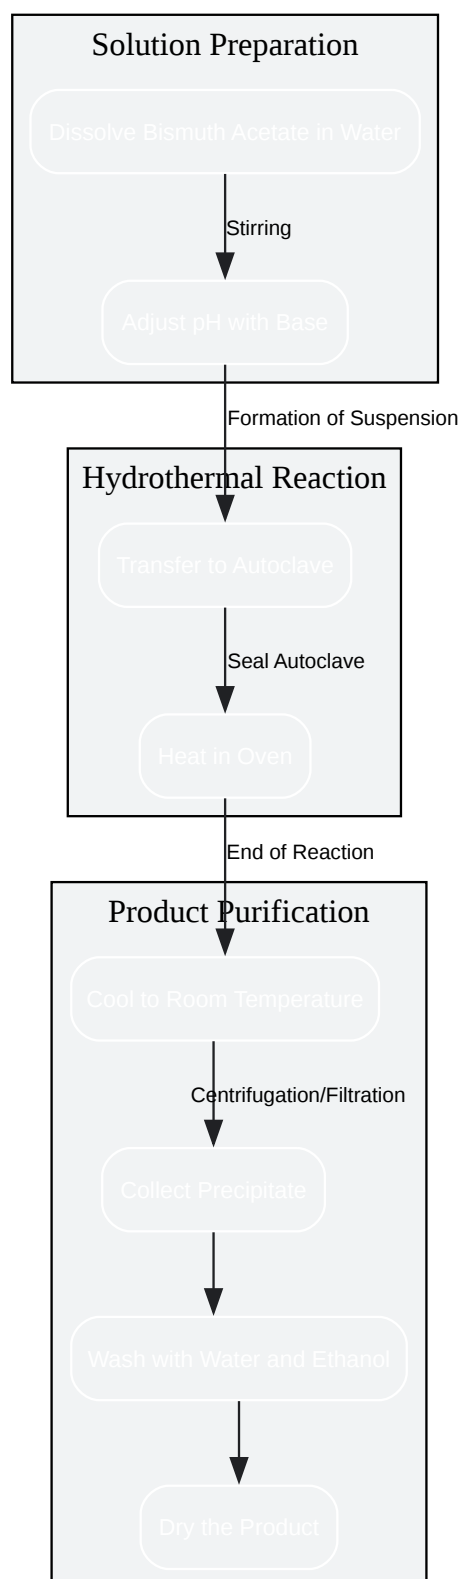 Solution Preparation
Dissolve Bismuth Acetate in Water
Stirring
Adjust pH with Base
Formation of Suspension
Hydrothermal Reaction
Transfer to Autoclave
Seal Autoclave
Heat in Oven
End of Reaction
Product Purification
Cool to Room Temperature
Centrifugation/Filtration
Collect Precipitate
Wash with Water and Ethanol
Dry the Product